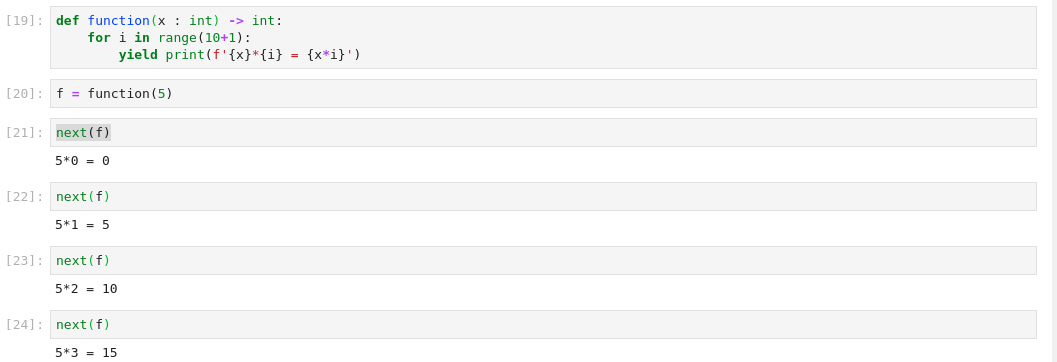 [19]: def function(x : int) -> int:
    for i in range(10+1):
        yield print(f'{x}*{i} = {x*i}')
[20]: f = function(5)
[21]: next(f)
5*0 = 0
[22]: next(f)
5*1 = 5
[23]: next(f)
5*2 = 10
[24]: next(f)
5*3 = 15